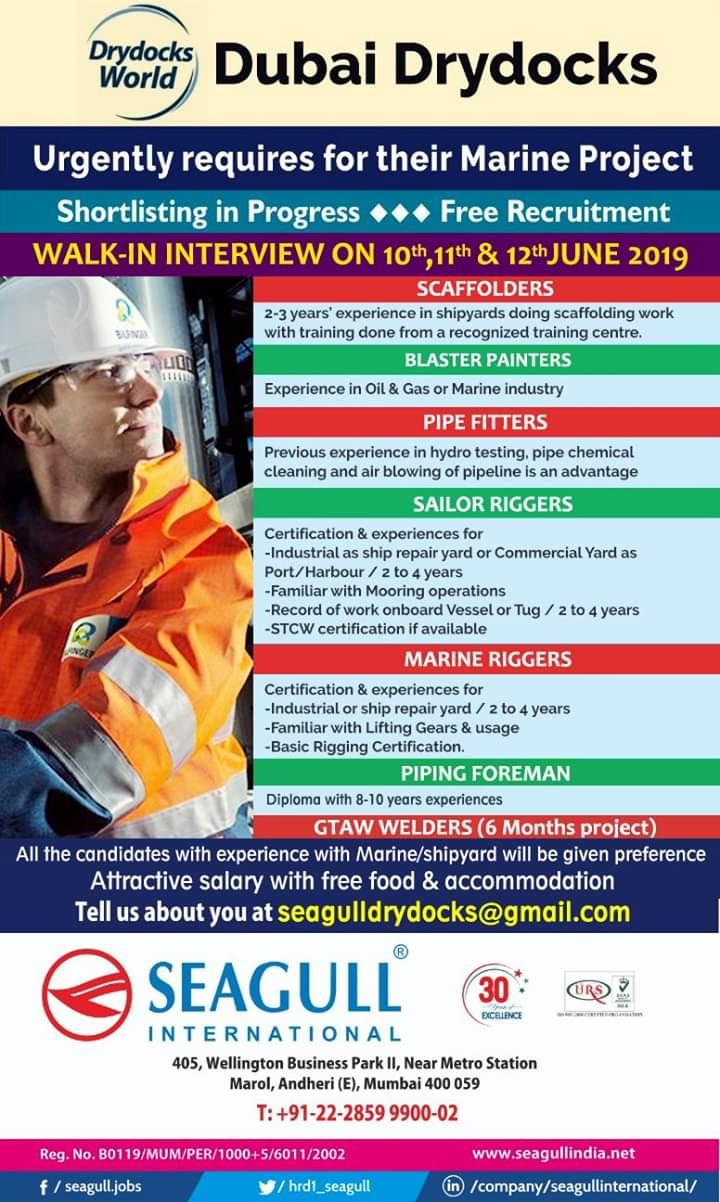 Drydocks
World
Dubai Drydocks
Urgently requires for their Marine Project
Shortlisting in Progress ◆◆◆ Free Recruitment
WALK-IN INTERVIEW ON 10th,11th & 12thJUNE 2019
SCAFFOLDERS
2-3 years' experience in shipyards doing scaffolding work
with training done from a recognized training centre.
BLASTER PAINTERS
Experience in Oil & Gas or Marine industry
PIPE FITTERS
Previous experience in hydro testing, pipe chemical
cleaning and air blowing of pipeline is an advantage
SAILOR RIGGERS
Certification & experiences for
-Industrial as ship repair yard or Commercial Yard as
Port/Harbour / 2 to 4 years
-Familiar with Mooring operations
-Record of work onboard Vessel or Tug / 2 to 4 years
-STCW certification if available
MARINE RIGGERS
Certification & experiences for
-Industrial or ship repair yard / 2 to 4 years
-Familiar with Lifting Gears & usage
-Basic Rigging Certification.
PIPING FOREMAN
Diploma with 8-10 years experiences
GTAW WELDERS (6 Months project)
BILFINGER
All the candidates with experience with Marine/shipyard will be given preference
Attractive salary with free food & accommodation
Tell us about you at seagulldrydocks@gmail.com
SEAGULL®
INTERNATIONAL
30
EXCELLENCE
URS
405, Wellington Business Park II, Near Metro Station
Marol, Andheri (E), Mumbai 400 059
T: +91-22-2859 9900-02
Reg. No. B0119/MUM/PER/1000+5/6011/2002
www.seagullindia.net
f / seagull.jobs
/ hrd1_seagull
in /company/seagullinternational/